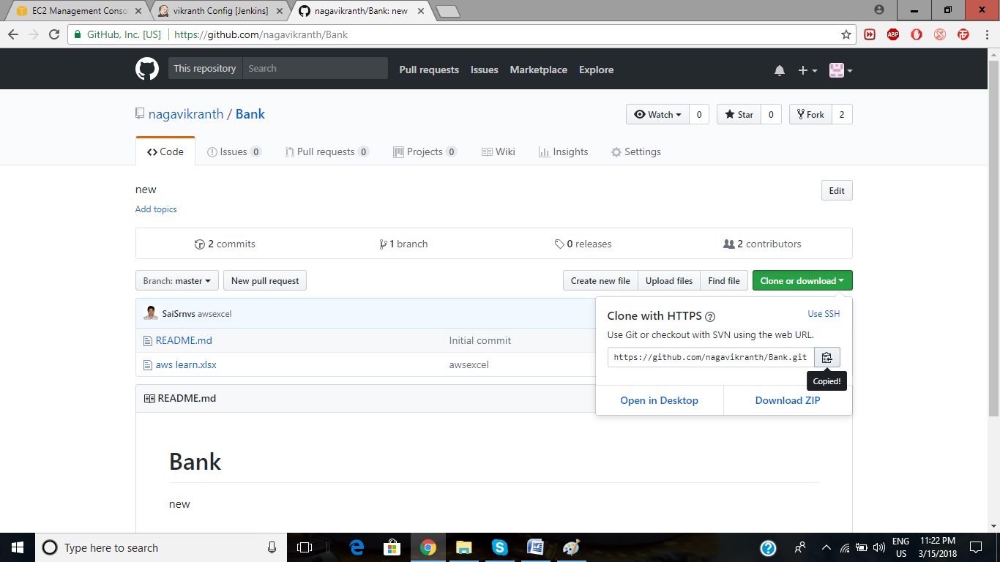 EC2 Management Conso
vikranth Config [Jenkins]
nagavikranth/Bank: new
GitHub, Inc. [US]
https://github.com/nagavikranth/Bank
ABP
This repository
Search
Pull requests
Issues
Marketplace
Explore
nagavikranth / Bank
Watch 0
Star 0
Fork 2
Code
Issues 0
Pull requests 0
Projects 0
Wiki
Insights
Settings
new
Edit
Add topics
2 commits
1 branch
0 releases
2 contributors
Branch: master
New pull request
Create new file
Upload files
Find file
Clone or download
SaiSrnvs awsexcel
README.md
Initial commit
aws learn.xlsx
awsexcel
Clone with HTTPS
Use SSH
Use Git or checkout with SVN using the web URL.
https://github.com/nagavikranth/Bank.git
Copied!
Open in Desktop
Download ZIP
README.md
Bank
new
Type here to search
ENG
US
11:22 PM
3/15/2018